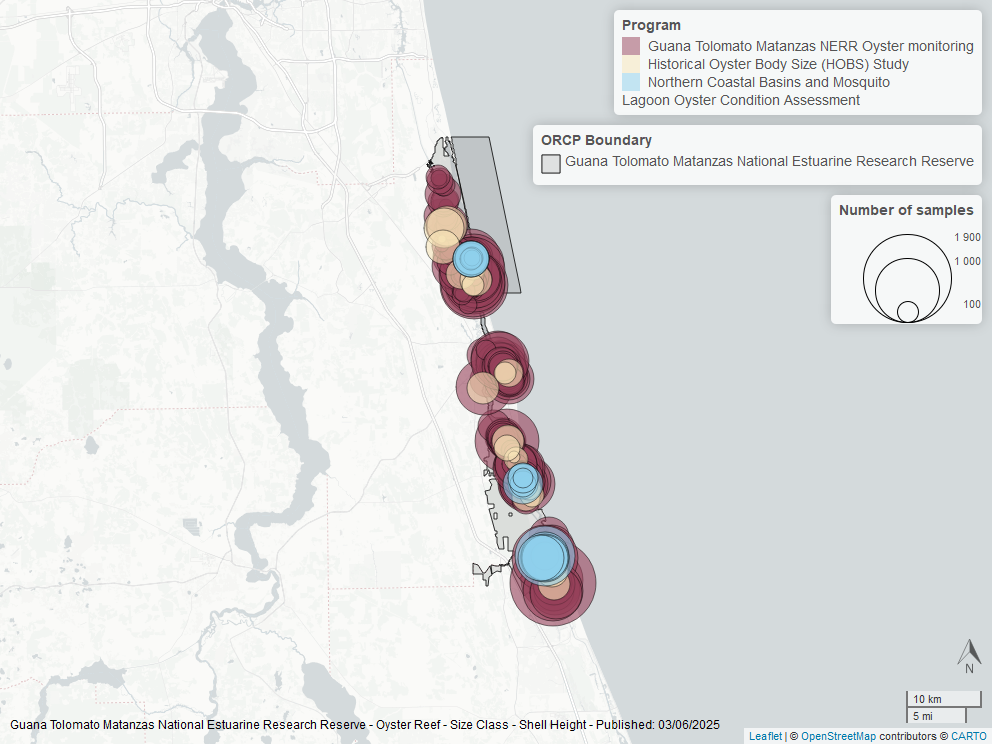 Program
Guana Tolomato Matanzas NERR Oyster monitoring
Historical Oyster Body Size (HOBS) Study
Northern Coastal Basins and Mosquito
Lagoon Oyster Condition Assessment
ORCP Boundary
Guana Tolomato Matanzas National Estuarine Research Reserve
Number of samples
1 900
1 000
100
N
10 km
5 mi
Guana Tolomato Matanzas National Estuarine Research Reserve - Oyster Reef - Size Class - Shell Height - Published: 03/06/2025
Leaflet | © OpenStreetMap contributors © CARTO